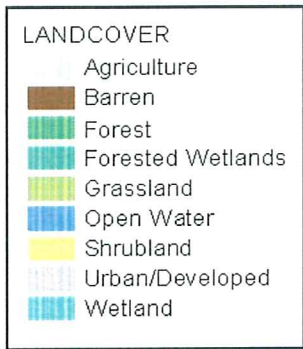 LANDCOVER
Agriculture
Barren
Forest
Forested Wetlands
Grassland
Open Water
Shrubland
Urban/Developed
Wetland